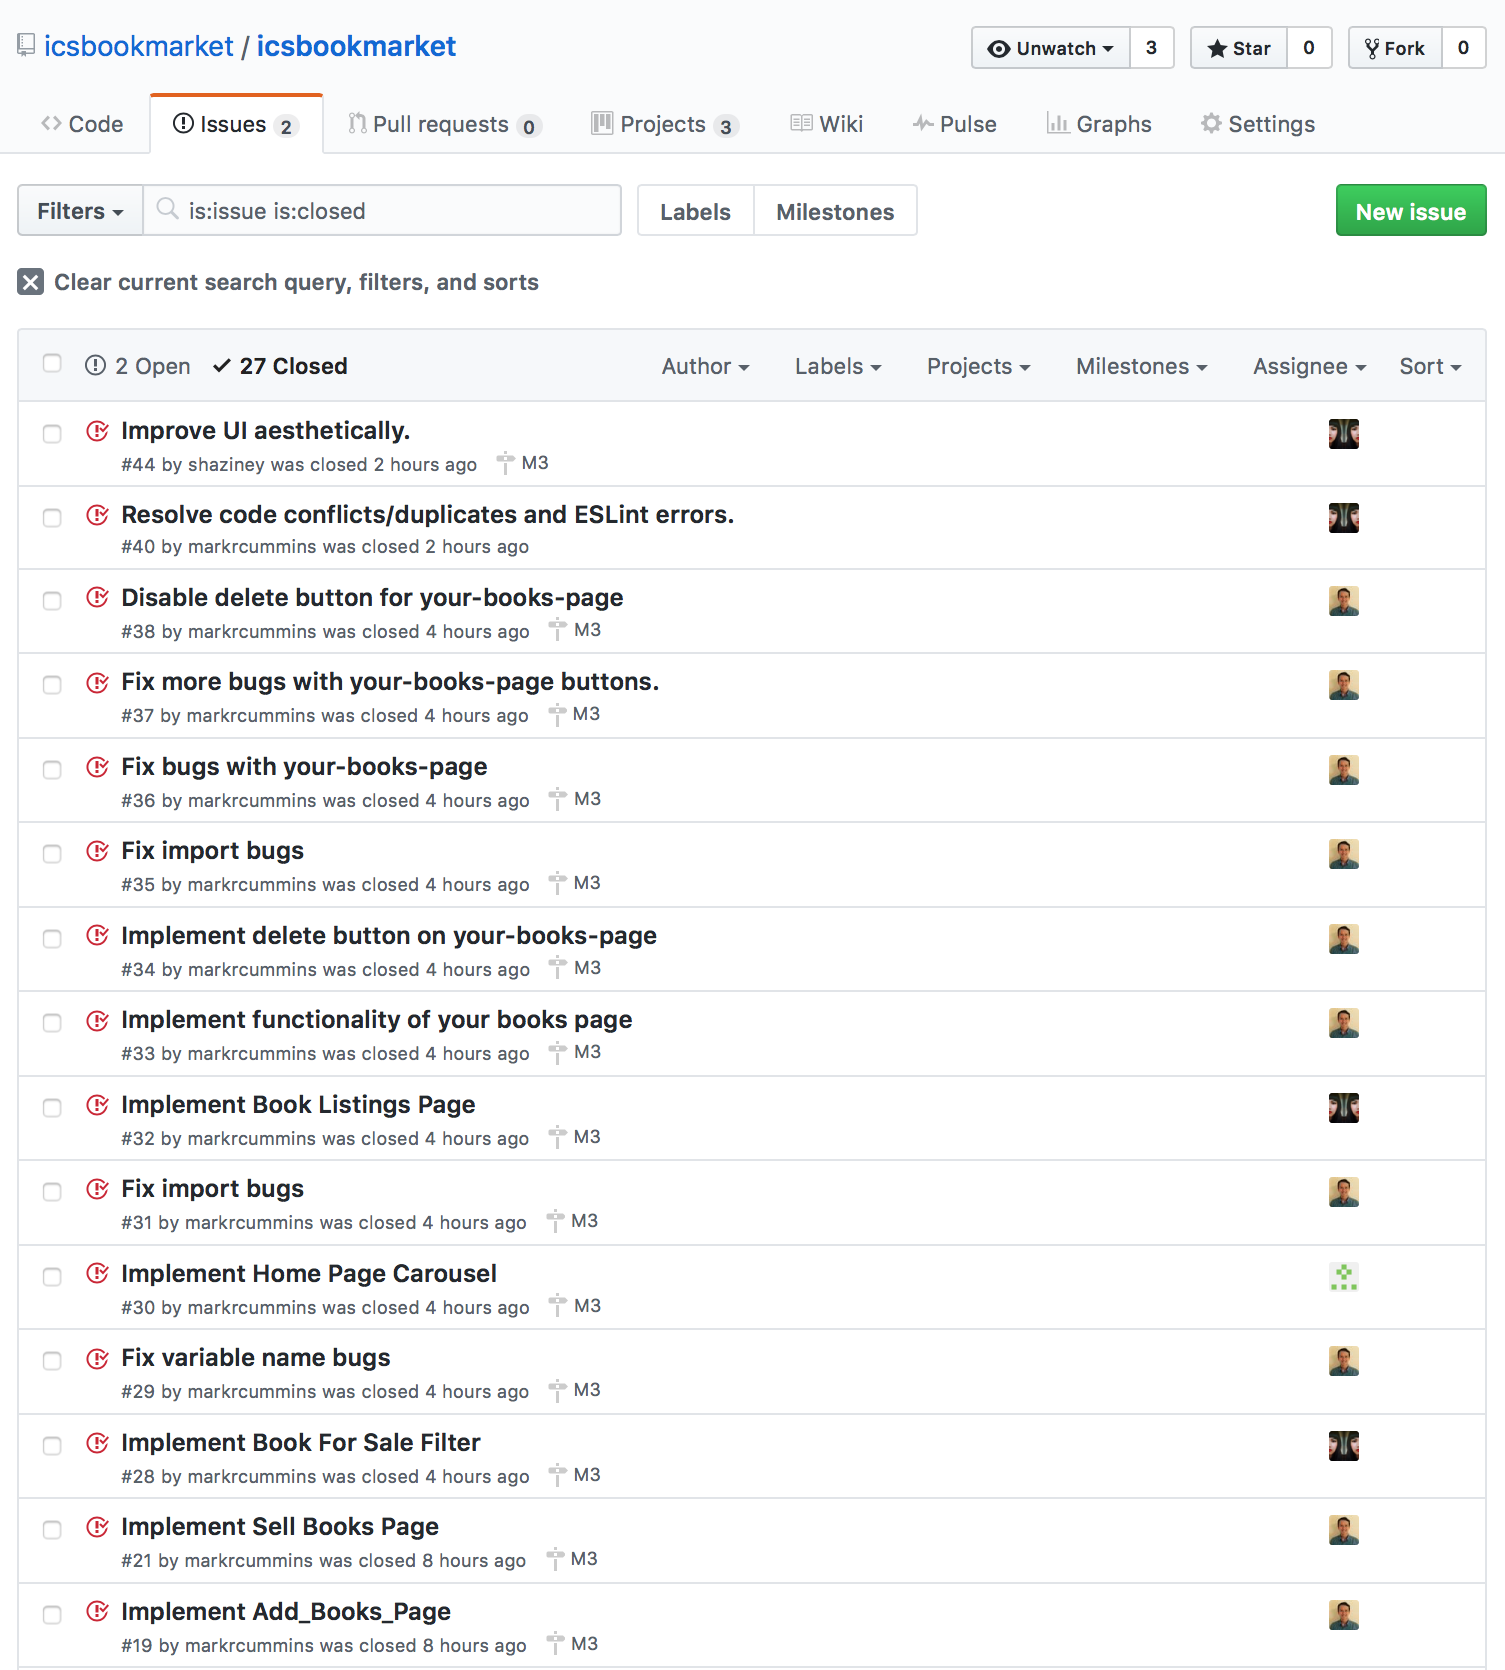 icsbookmarket / icsbookmarket Unwatch 3 Star 0 Fork 0
Code Issues 2 Pull requests 0 Projects 3 Wiki Pulse Graphs Settings
Filters is:issue is:closed Labels Milestones New issue
Clear current search query, filters, and sorts
2 Open 27 Closed Author Labels Projects Milestones Assignee Sort
Improve UI aesthetically.
#44 by shaziney was closed 2 hours ago M3
Resolve code conflicts/duplicates and ESLint errors.
#40 by markrcummins was closed 2 hours ago
Disable delete button for your-books-page
#38 by markrcummins was closed 4 hours ago M3
Fix more bugs with your-books-page buttons.
#37 by markrcummins was closed 4 hours ago M3
Fix bugs with your-books-page
#36 by markrcummins was closed 4 hours ago M3
Fix import bugs
#35 by markrcummins was closed 4 hours ago M3
Implement delete button on your-books-page
#34 by markrcummins was closed 4 hours ago M3
Implement functionality of your books page
#33 by markrcummins was closed 4 hours ago M3
Implement Book Listings Page
#32 by markrcummins was closed 4 hours ago M3
Fix import bugs
#31 by markrcummins was closed 4 hours ago M3
Implement Home Page Carousel
#30 by markrcummins was closed 4 hours ago M3
Fix variable name bugs
#29 by markrcummins was closed 4 hours ago M3
Implement Book For Sale Filter
#28 by markrcummins was closed 4 hours ago M3
Implement Sell Books Page
#21 by markrcummins was closed 8 hours ago M3
Implement Add_Books_Page
#19 by markrcummins was closed 8 hours ago M3